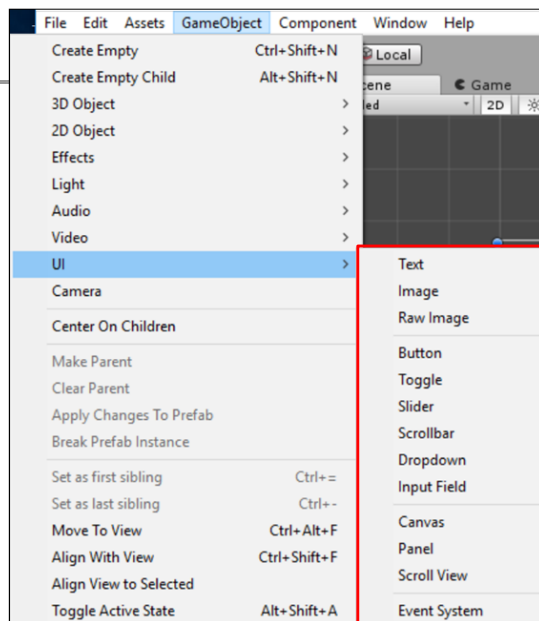 File Edit Assets GameObject Component Window Help
Create Empty Ctrl+Shift+N
Local
Create Empty Child Alt+Shift+N
cene Game
3D Object
led 2D
2D Object
Effects
Light
Audio
Video
UI
Text
Camera
Image
Raw Image
Center On Children
Button
Make Parent
Toggle
Clear Parent
Slider
Apply Changes To Prefab
Scrollbar
Break Prefab Instance
Dropdown
Set as first sibling Ctrl+=
Input Field
Set as last sibling Ctrl+-
Canvas
Move To View Ctrl+Alt+F
Panel
Align With View Ctrl+Shift+F
Scroll View
Align View to Selected
Toggle Active State Alt+Shift+A
Event System